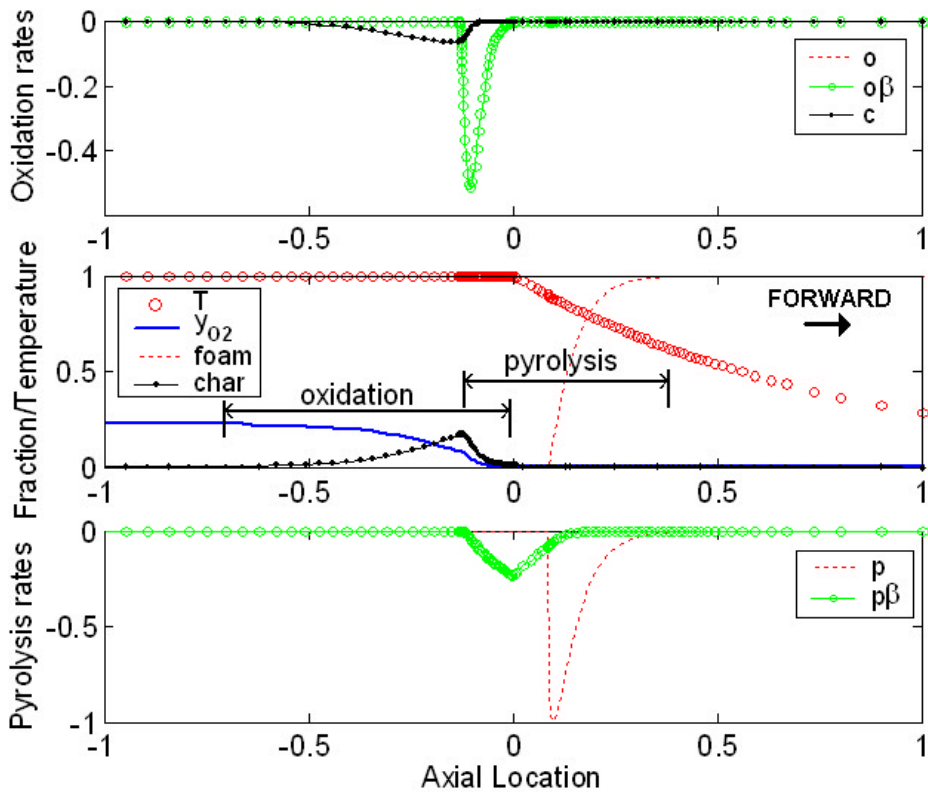 Oxidation rates
0
-0.2
-0.4
o
oβ
c
-1
-0.5
0
0.5
1
Fraction/Temperature
1
0.5
0
T
yO2
foam
char
FORWARD
pyrolysis
oxidation
-1
-0.5
0
0.5
1
Pyrolysis rates
0
-0.5
-1
p
pβ
-1
-0.5
0
0.5
1
Axial Location